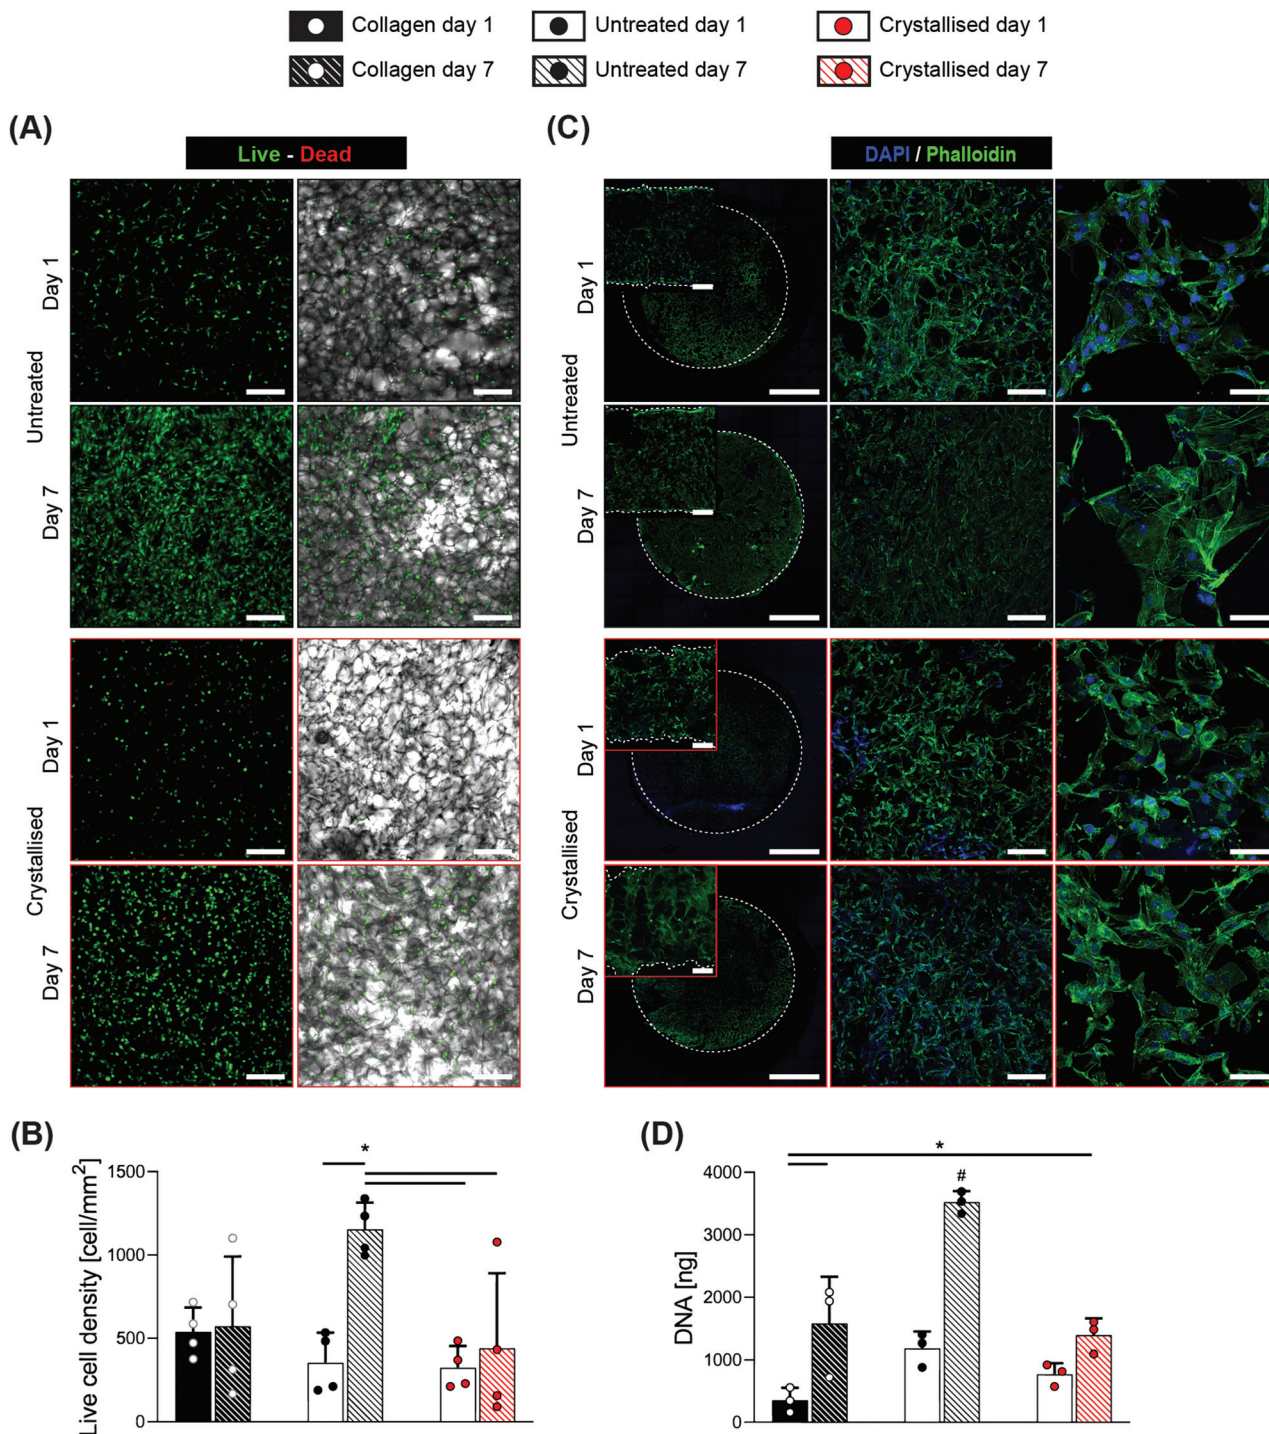 Collagen day 1
Untreated day 1
Crystallised day 1
Collagen day 7
Untreated day 7
Crystallised day 7
(A)
Live - Dead
Untreated
Day 1
Day 7
Crystallised
Day 1
Day 7
(C)
DAPI / Phalloidin
Untreated
Day 1
Day 7
Crystallised
Day 1
Day 7
(B)
Live cell density [cell/mm²]
1500
1000
500
0
*
(D)
DNA [ng]
4000
3000
2000
1000
0
*
#